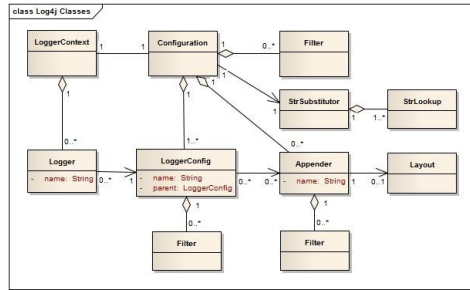 class Log4j Classes
LoggerContext
1
1
Configuration
1
0..*
Filter
1
1
1
1
1
StrSubstitutor
1
1..*
StrLookup
0..*
1..*
0..*
Logger
- name: String
0..*
1
LoggerConfig
- name: String
- parent: LoggerConfig
0..*
0..*
Appender
- name: String
1
0..1
Layout
1
1
0..*
0..*
Filter
Filter